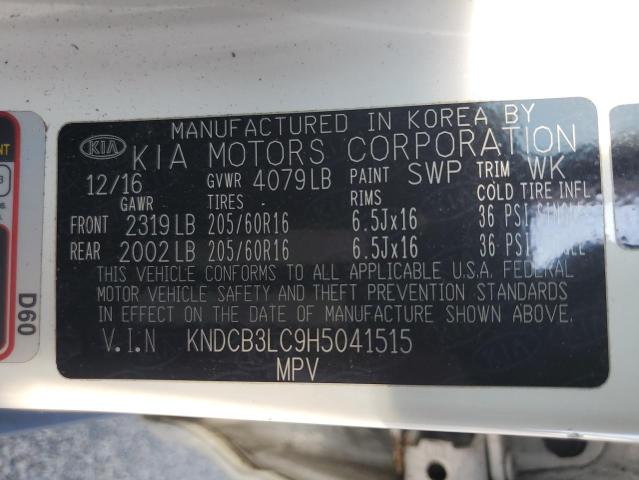 MANUFACTURED IN KOREA BY
KIA KIA MOTORS CORPORATION
12/16 GVWR 4079LB PAINT SWP TRIM WK
GAWR TIRES RIMS COLD TIRE INFL
FRONT 2319LB 205/60R16 6.5Jx16 36 PSI SINGLE
REAR 2002LB 205/60R16 6.5Jx16 36 PSI SINGLE
THIS VEHICLE CONFORMS TO ALL APPLICABLE U.S.A. FEDERAL
MOTOR VEHICLE SAFETY AND THEFT PREVENTION STANDARDS
IN EFFECT ON THE DATE OF MANUFACTURE SHOWN ABOVE.
V.I.N KNDCB3LC9H5041515
MPV
D60